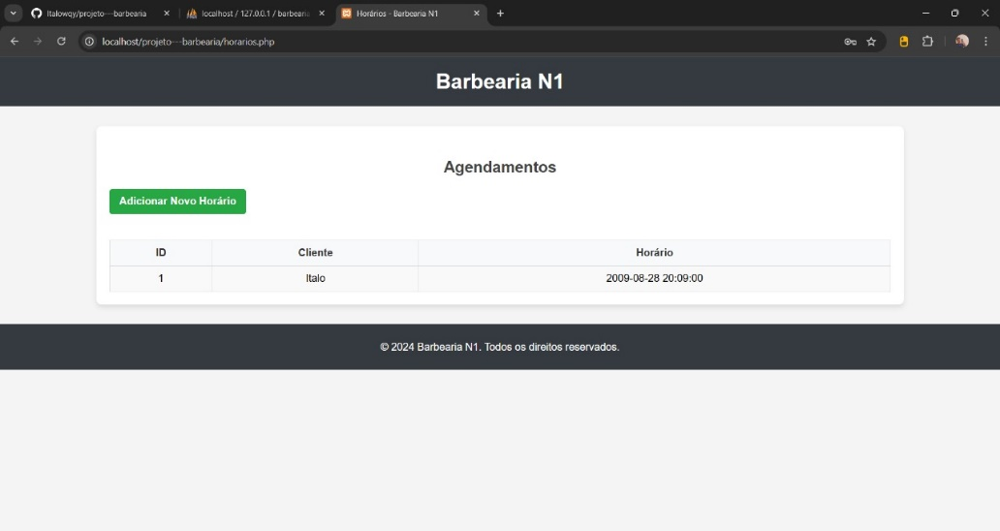 Italowqy/projeto---barbearia
localhost / 127.0.0.1 / barbearia
Horários - Barbearia N1
localhost/projeto---barbearia/horarios.php
Barbearia N1
Agendamentos
Adicionar Novo Horário
ID Cliente Horário
1 Italo 2009-08-28 20:09:00
© 2024 Barbearia N1. Todos os direitos reservados.